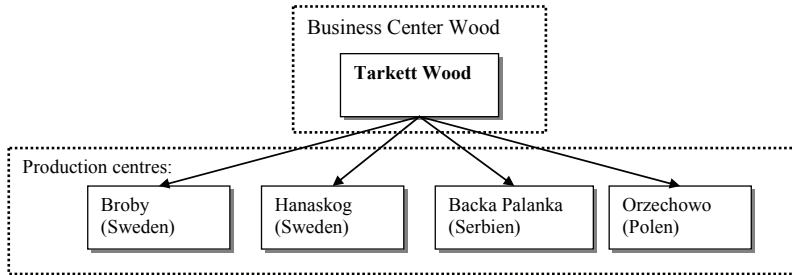 Business Center Wood
Tarkett Wood
Production centres:
Broby
(Sweden)
Hanaskog
(Sweden)
Backa Palanka
(Serbien)
Orzechowo
(Polen)